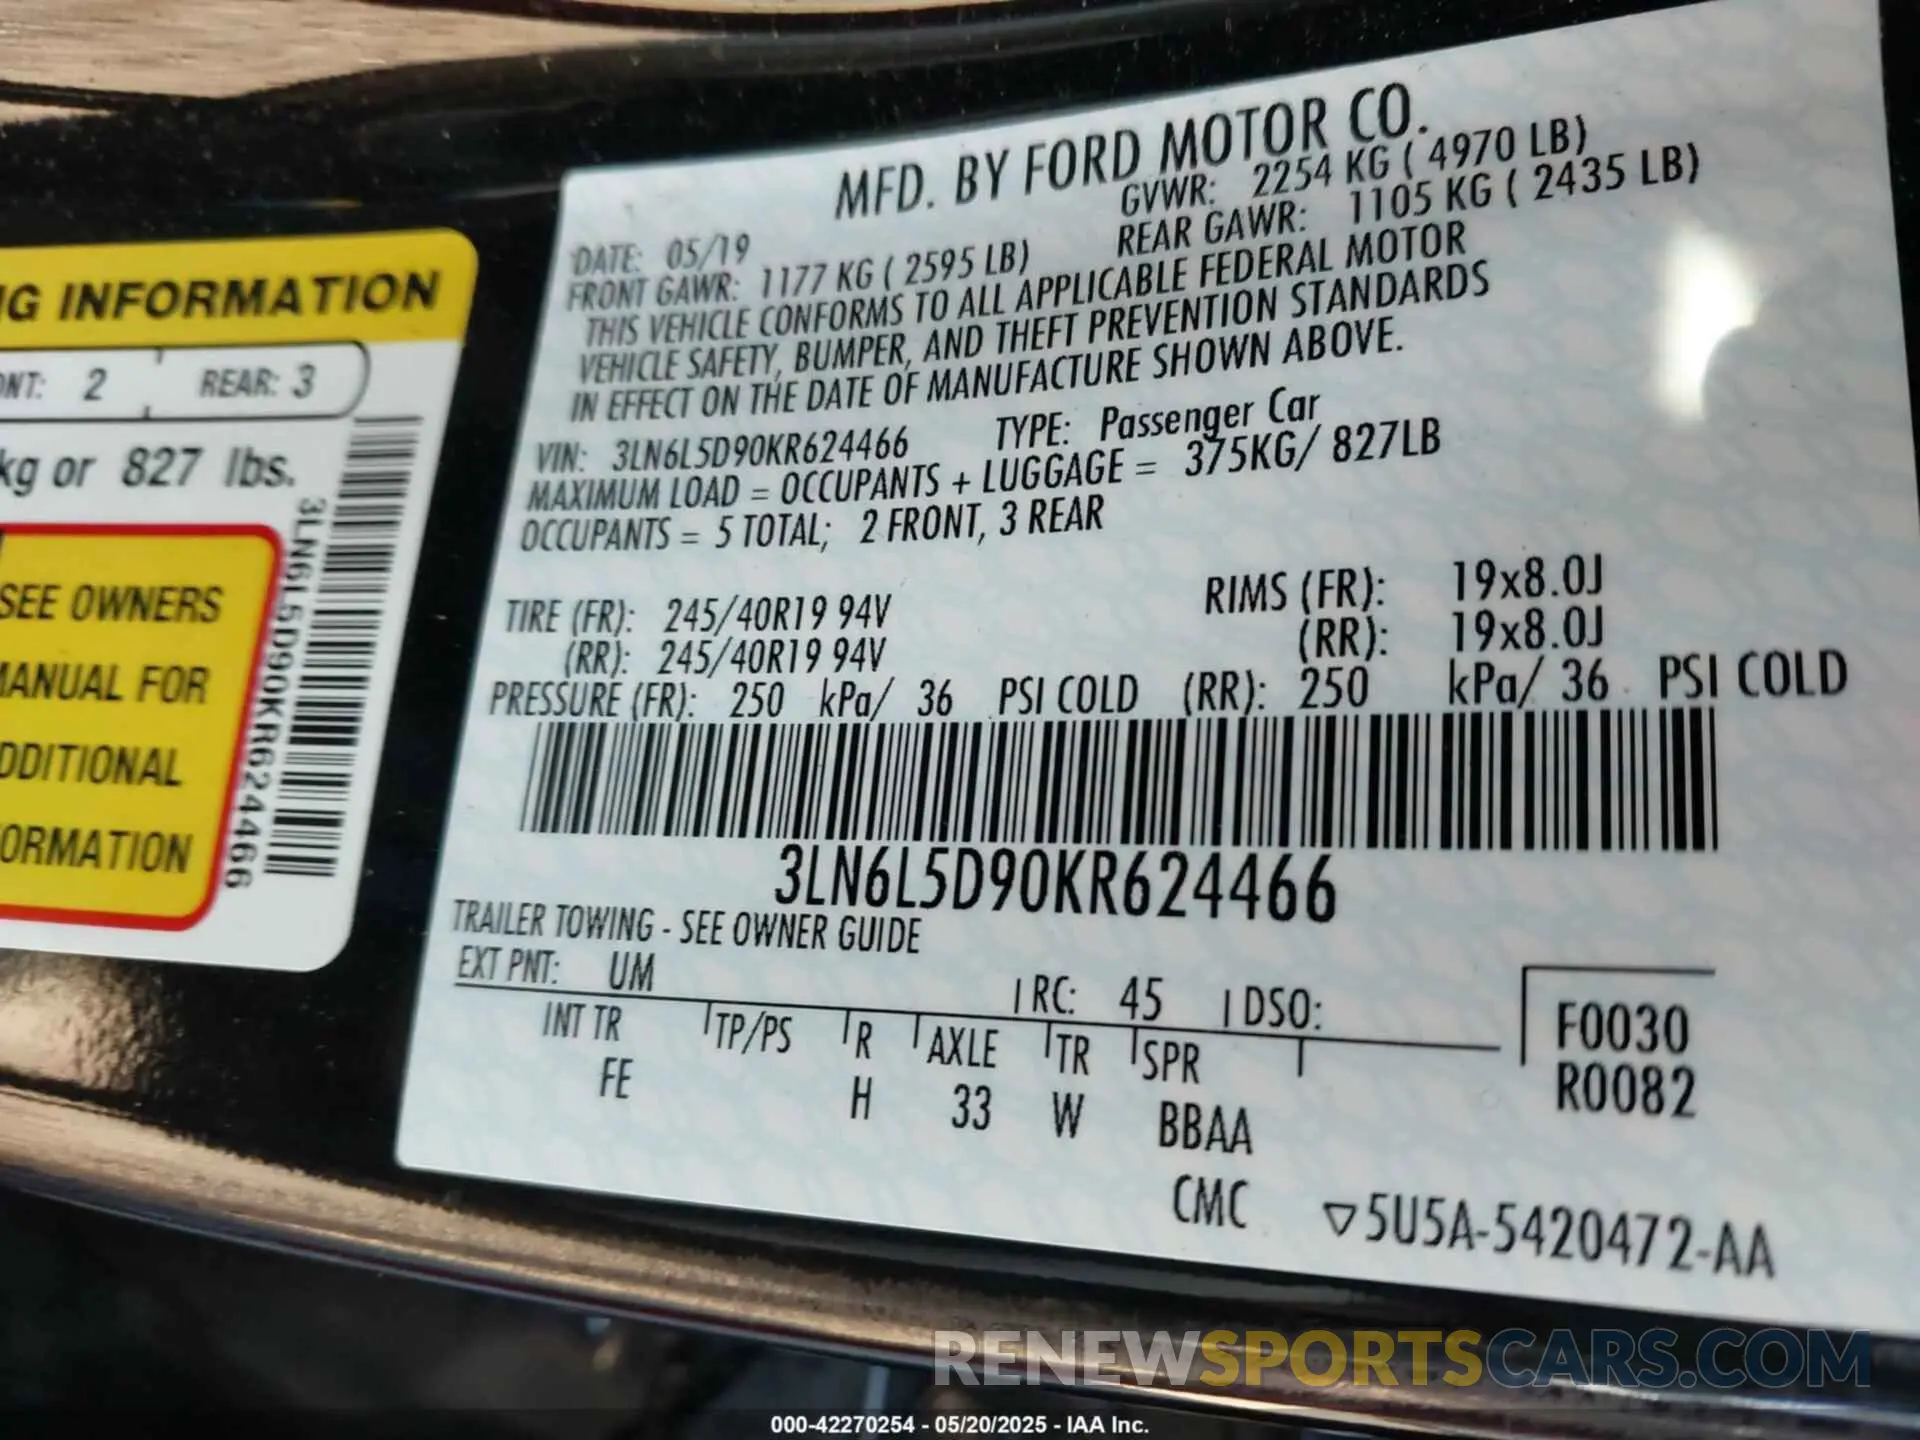 MFD. BY FORD MOTOR CO.
DATE: 05/19 GVWR: 2254 KG ( 4970 LB)
FRONT GAWR: 1177 KG ( 2595 LB) REAR GAWR: 1105 KG ( 2435 LB)
THIS VEHICLE CONFORMS TO ALL APPLICABLE FEDERAL MOTOR
VEHICLE SAFETY, BUMPER, AND THEFT PREVENTION STANDARDS
IN EFFECT ON THE DATE OF MANUFACTURE SHOWN ABOVE.
VIN: 3LN6L5D90KR624466 TYPE: Passenger Car
MAXIMUM LOAD = OCCUPANTS + LUGGAGE = 375KG/ 827LB
OCCUPANTS = 5 TOTAL; 2 FRONT, 3 REAR
TIRE (FR): 245/40R19 94V RIMS (FR): 19x8.0J
(RR): 245/40R19 94V (RR): 19x8.0J
PRESSURE (FR): 250 kPa/ 36 PSI COLD (RR): 250 kPa/ 36 PSI COLD
3LN6L5D90KR624466
TRAILER TOWING - SEE OWNER GUIDE
EXT PNT: UM RC: 45 DSO:
INT TR TP/PS R AXLE TR SPR
FE H 33 W BBAA
F0030
R0082
CMC ▽5U5A-5420472-AA
NG INFORMATION
ONT: 2 REAR: 3
kg or 827 lbs.
SEE OWNERS
MANUAL FOR
DDITIONAL
ORMATION
3LN6L5D90KR624466
RENEWSPORTSCARS.COM
000-42270254 - 05/20/2025 - IAA Inc.